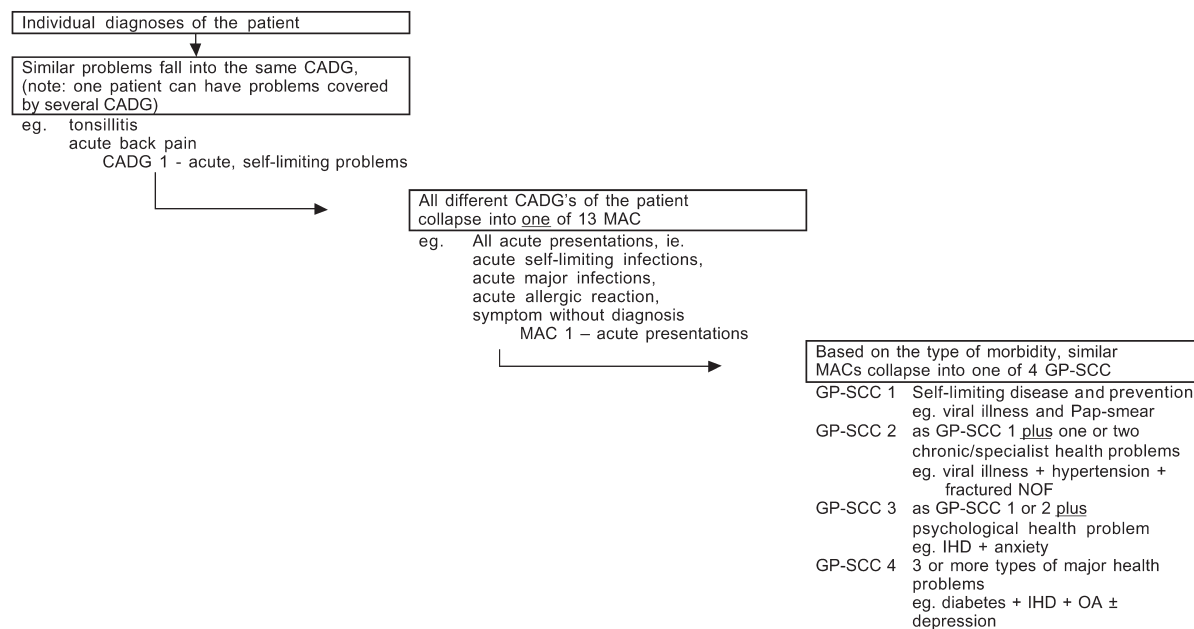 Individual diagnoses of the patient
Similar problems fall into the same CADG,
(note: one patient can have problems covered
by several CADG)
eg. tonsillitis
acute back pain
CADG 1 - acute, self-limiting problems
All different CADG's of the patient
collapse into one of 13 MAC
eg. All acute presentations, ie.
acute self-limiting infections,
acute major infections,
acute allergic reaction,
symptom without diagnosis
MAC 1 – acute presentations
Based on the type of morbidity, similar
MACs collapse into one of 4 GP-SCC
GP-SCC 1 Self-limiting disease and prevention
eg. viral illness and Pap-smear
GP-SCC 2 as GP-SCC 1 plus one or two
chronic/specialist health problems
eg. viral illness + hypertension +
fractured NOF
GP-SCC 3 as GP-SCC 1 or 2 plus
psychological health problem
eg. IHD + anxiety
GP-SCC 4 3 or more types of major health
problems
eg. diabetes + IHD + OA ±
depression